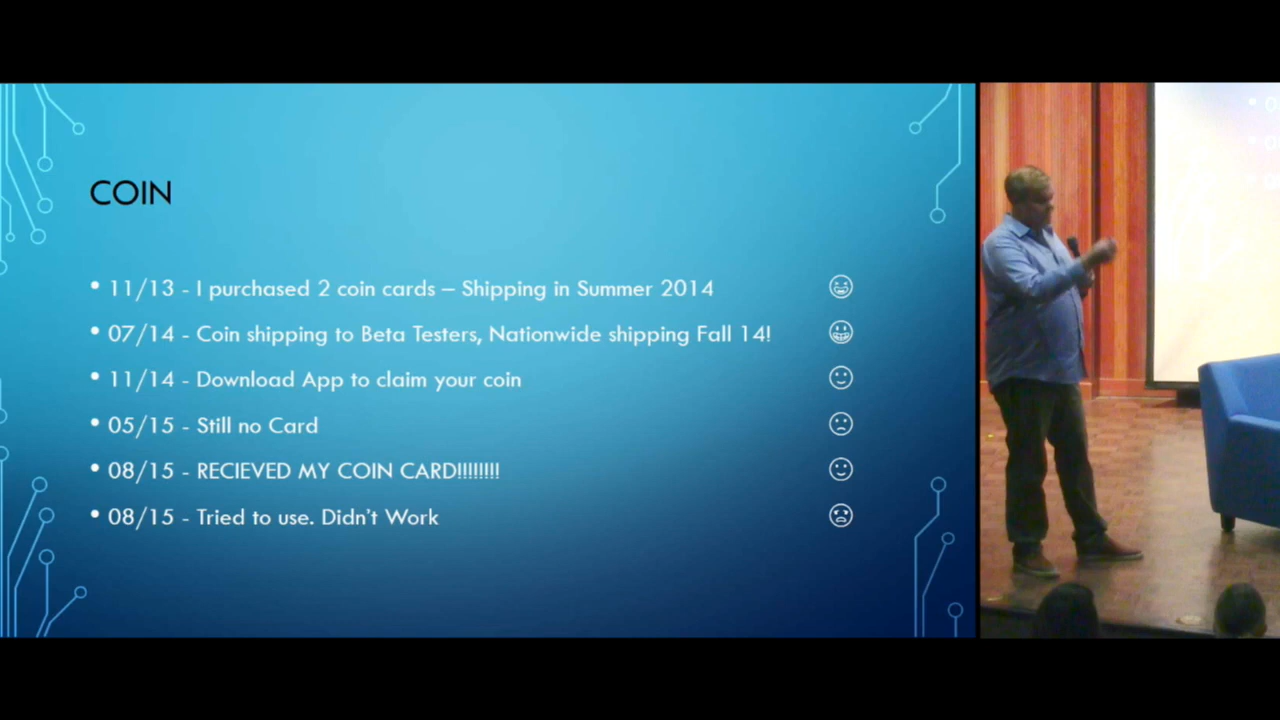 COIN
• 11/13 - I purchased 2 coin cards – Shipping in Summer 2014
• 07/14 - Coin shipping to Beta Testers, Nationwide shipping Fall 14!
• 11/14 - Download App to claim your coin
• 05/15 - Still no Card
• 08/15 - RECIEVED MY COIN CARD!!!!!!!!
• 08/15 - Tried to use. Didn't Work